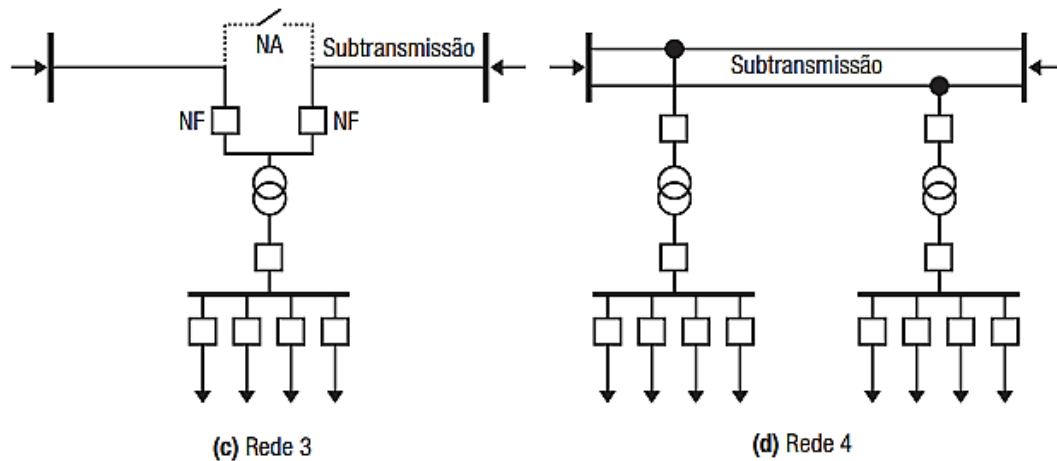 NA
Subtransmissão
NF
NF
(c) Rede 3
Subtransmissão
(d) Rede 4